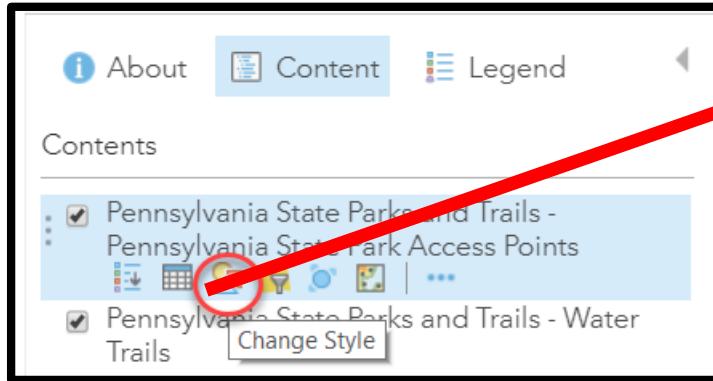 About Content Legend
Contents
Pennsylvania State Parks and Trails -
Pennsylvania State Park Access Points
Pennsylvania State Parks and Trails - Water
Trails
Change Style